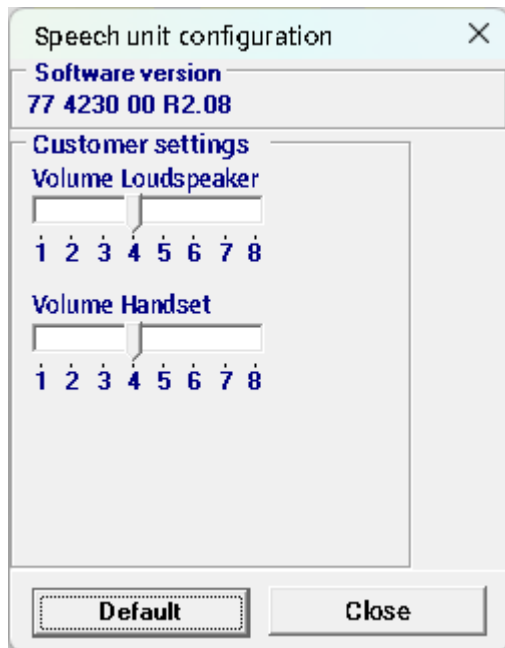 Speech unit configuration
Software version
77 4230 00 R2.08
Customer settings
Volume Loudspeaker
1 2 3 4 5 6 7 8
Volume Handset
1 2 3 4 5 6 7 8
Default Close